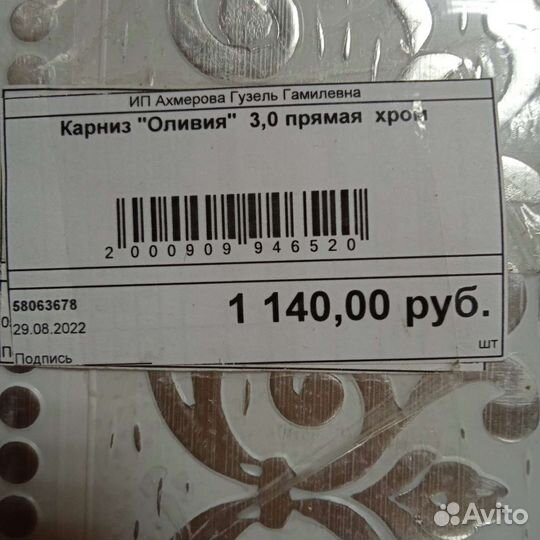 ИП Ахмерова Гузель Гамилевна
Карниз "Оливия" 3,0 прямая хром
2 000909 946520
58063678
29.08.2022
1 140,00 руб.
шт
Подпись
Avito